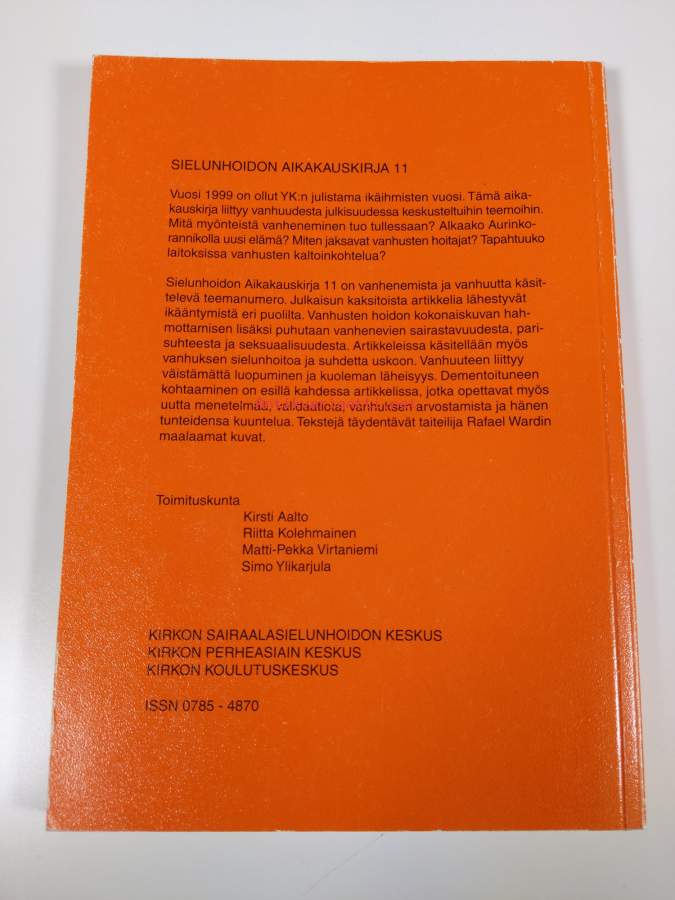 SIELUNHOIDON AIKAKAUSKIRJA 11
Vuosi 1999 on ollut YK:n julistama ikäihmisten vuosi. Tämä aika-
kauskirja liittyy vanhuudesta julkisuudessa keskusteltuihin teemoihin.
Mitä myönteistä vanheneminen tuo tullessaan? Alkaako Aurinko-
rannikolla uusi elämä? Miten jaksavat vanhusten hoitajat? Tapahtuuko
laitoksissa vanhusten kaltoinkohtelua?
Sielunhoidon Aikakauskirja 11 on vanhenemista ja vanhuutta käsit-
televä teemanumero. Julkaisun kaksitoista artikkelia lähestyvät
ikääntymistä eri puolilta. Vanhusten hoidon kokonaiskuvan hah-
mottamisen lisäksi puhutaan vanhenevien sairastavuudesta, pari-
suhteesta ja seksuaalisuudesta. Artikkeleissa käsitellään myös
vanhuksen sielunhoitoa ja suhdetta uskoon. Vanhuuteen liittyy
väistämättä luopuminen ja kuoleman läheisyys. Dementoituneen
kohtaaminen on esillä kahdessa artikkelissa, jotka opettavat myös
uutta menetelmää, validaatiota, vanhuksen arvostamista ja hänen
tunteidensa kuuntelua. Tekstejä täydentävät taiteilija Rafael Wardin
maalaamat kuvat.
Toimituskunta
Kirsti Aalto
Riitta Kolehmainen
Matti-Pekka Virtaniemi
Simo Ylikarjula
KIRKON SAIRAALASIELUNHOIDON KESKUS
KIRKON PERHEASIAIN KESKUS
KIRKON KOULUTUSKESKUS
ISSN 0785 - 4870